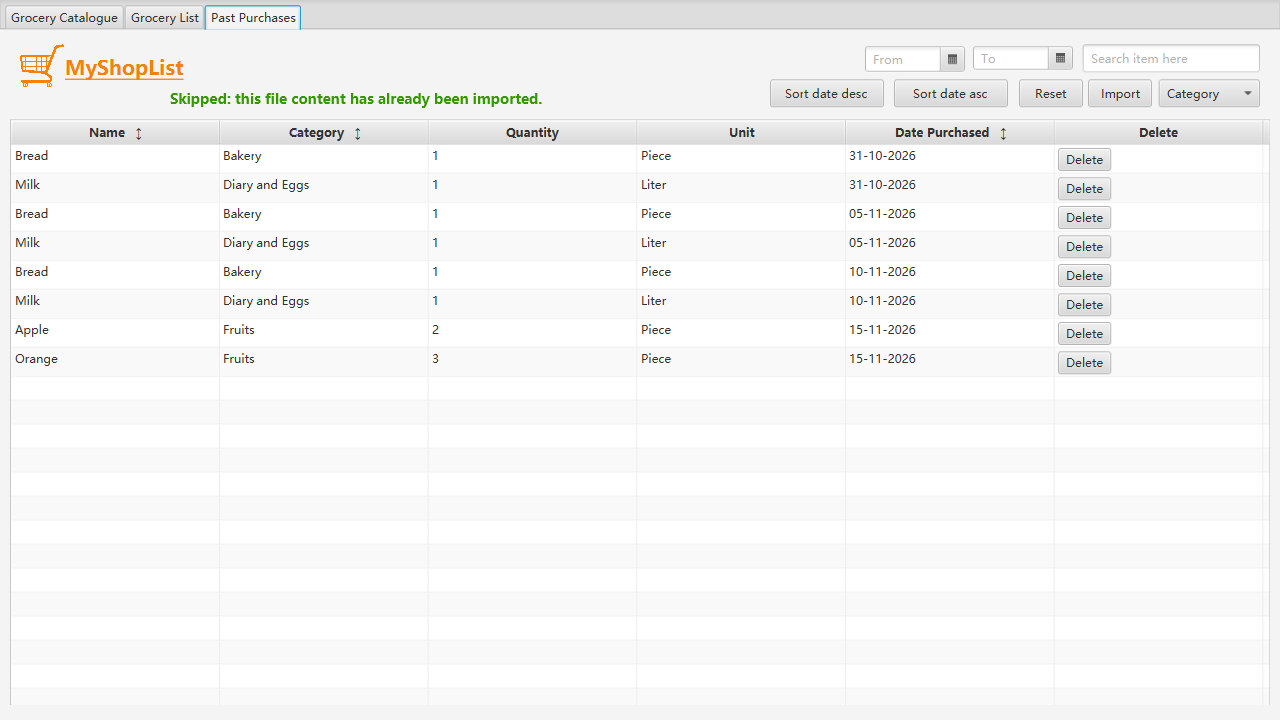 Grocery Catalogue Grocery List Past Purchases
MyShopList
From To Search item here
Skipped: this file content has already been imported.
Sort date desc Sort date asc Reset Import Category
Name ↕ Category ↕ Quantity Unit Date Purchased ↕ Delete
Bread Bakery 1 Piece 31-10-2026 Delete
Milk Diary and Eggs 1 Liter 31-10-2026 Delete
Bread Bakery 1 Piece 05-11-2026 Delete
Milk Diary and Eggs 1 Liter 05-11-2026 Delete
Bread Bakery 1 Piece 10-11-2026 Delete
Milk Diary and Eggs 1 Liter 10-11-2026 Delete
Apple Fruits 2 Piece 15-11-2026 Delete
Orange Fruits 3 Piece 15-11-2026 Delete